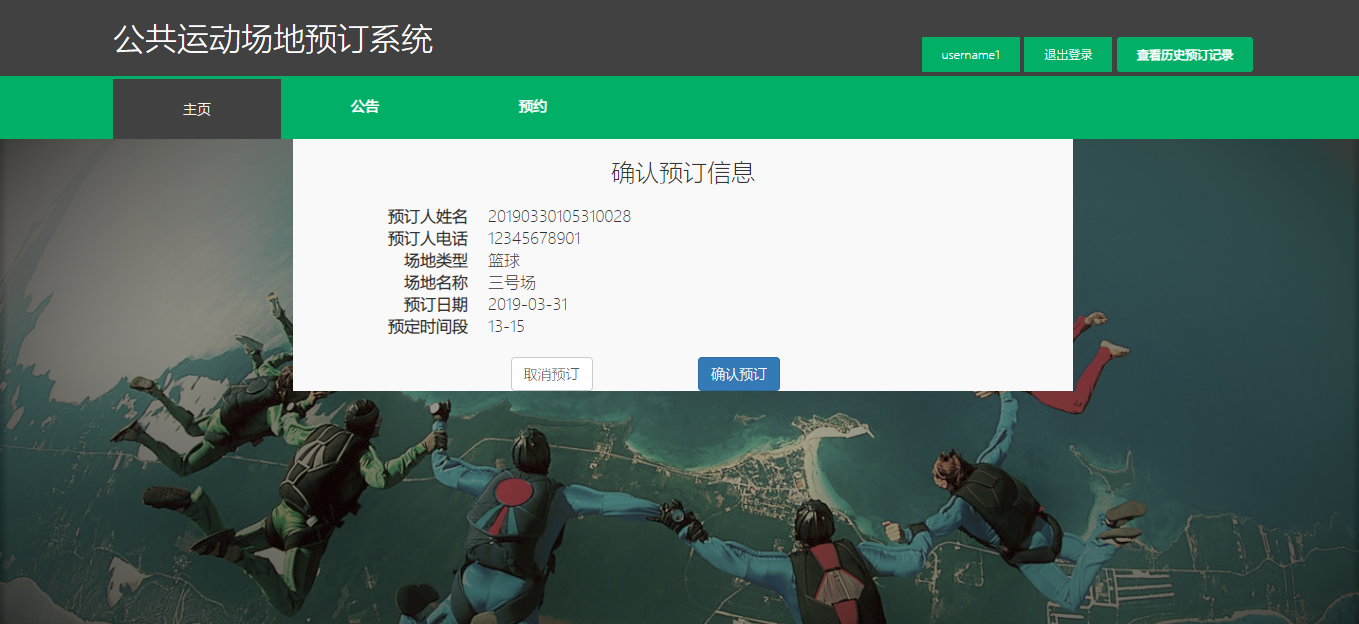 公共运动场地预订系统
username1 退出登录 查看历史预订记录
主页 公告 预约
确认预订信息
预订人姓名 20190330105310028
预订人电话 12345678901
场地类型 篮球
场地名称 三号场
预订日期 2019-03-31
预定时间段 13-15
取消预订 确认预订